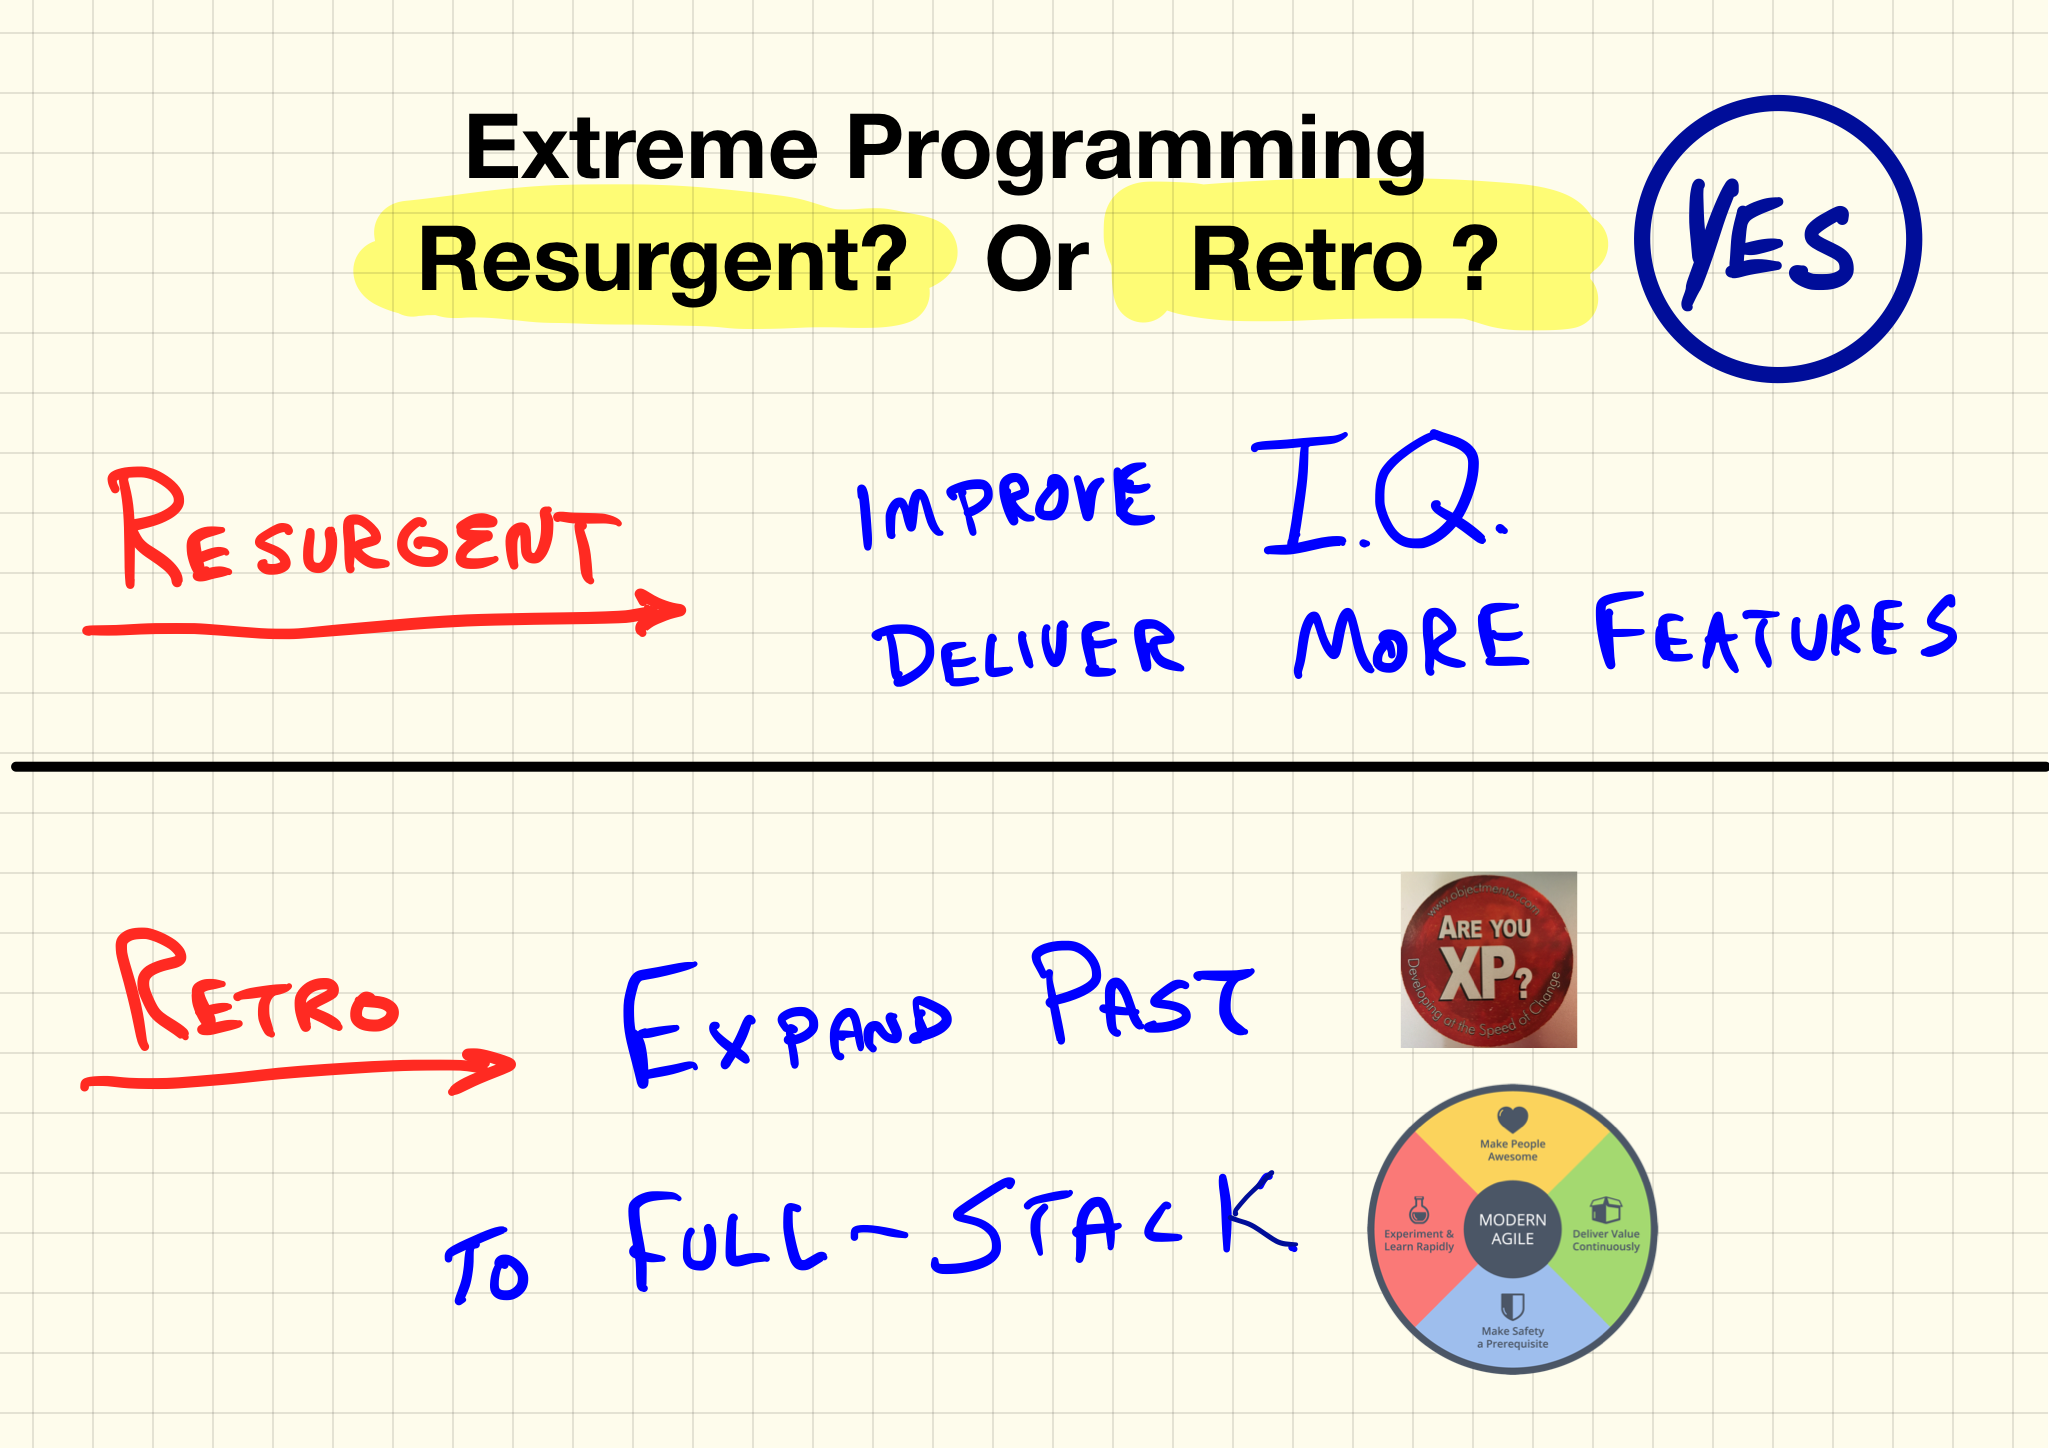 Extreme Programming
Resurgent? Or Retro ?
YES
RESURGENT
IMPROVE I.Q.
DELIVER MORE FEATURES
RETRO
EXPAND PAST
www.objectmentor.com
ARE YOU
XP?
Developing at the Speed of Change
TO FULL-STACK
Make People
Awesome
Experiment &
Learn Rapidly
MODERN
AGILE
Deliver Value
Continuously
Make Safety
a Prerequisite